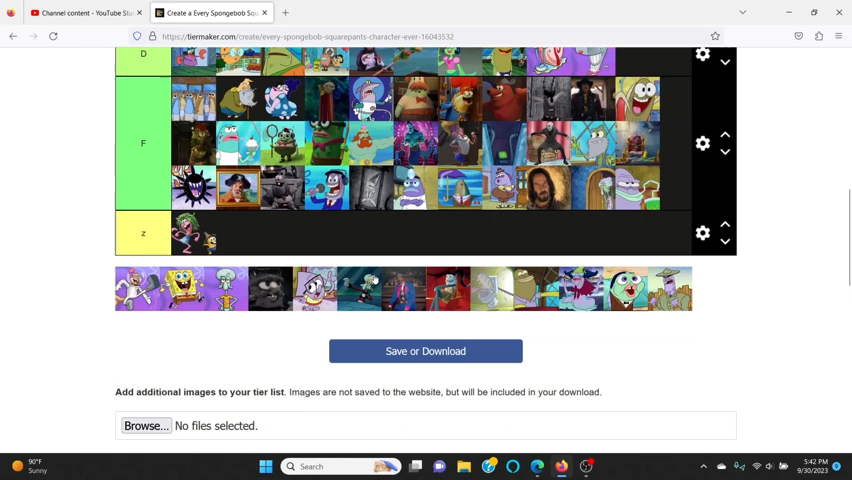 Channel content - YouTube Stu
Create a Every Spongebob Squ
https://tiermaker.com/create/every-spongebob-squarepants-character-ever-16043532
D
F
z
Save or Download
Add additional images to your tier list. Images are not saved to the website, but will be included in your download.
Browse... No files selected.
90°F
Sunny
Search
5:42 PM
9/30/2023